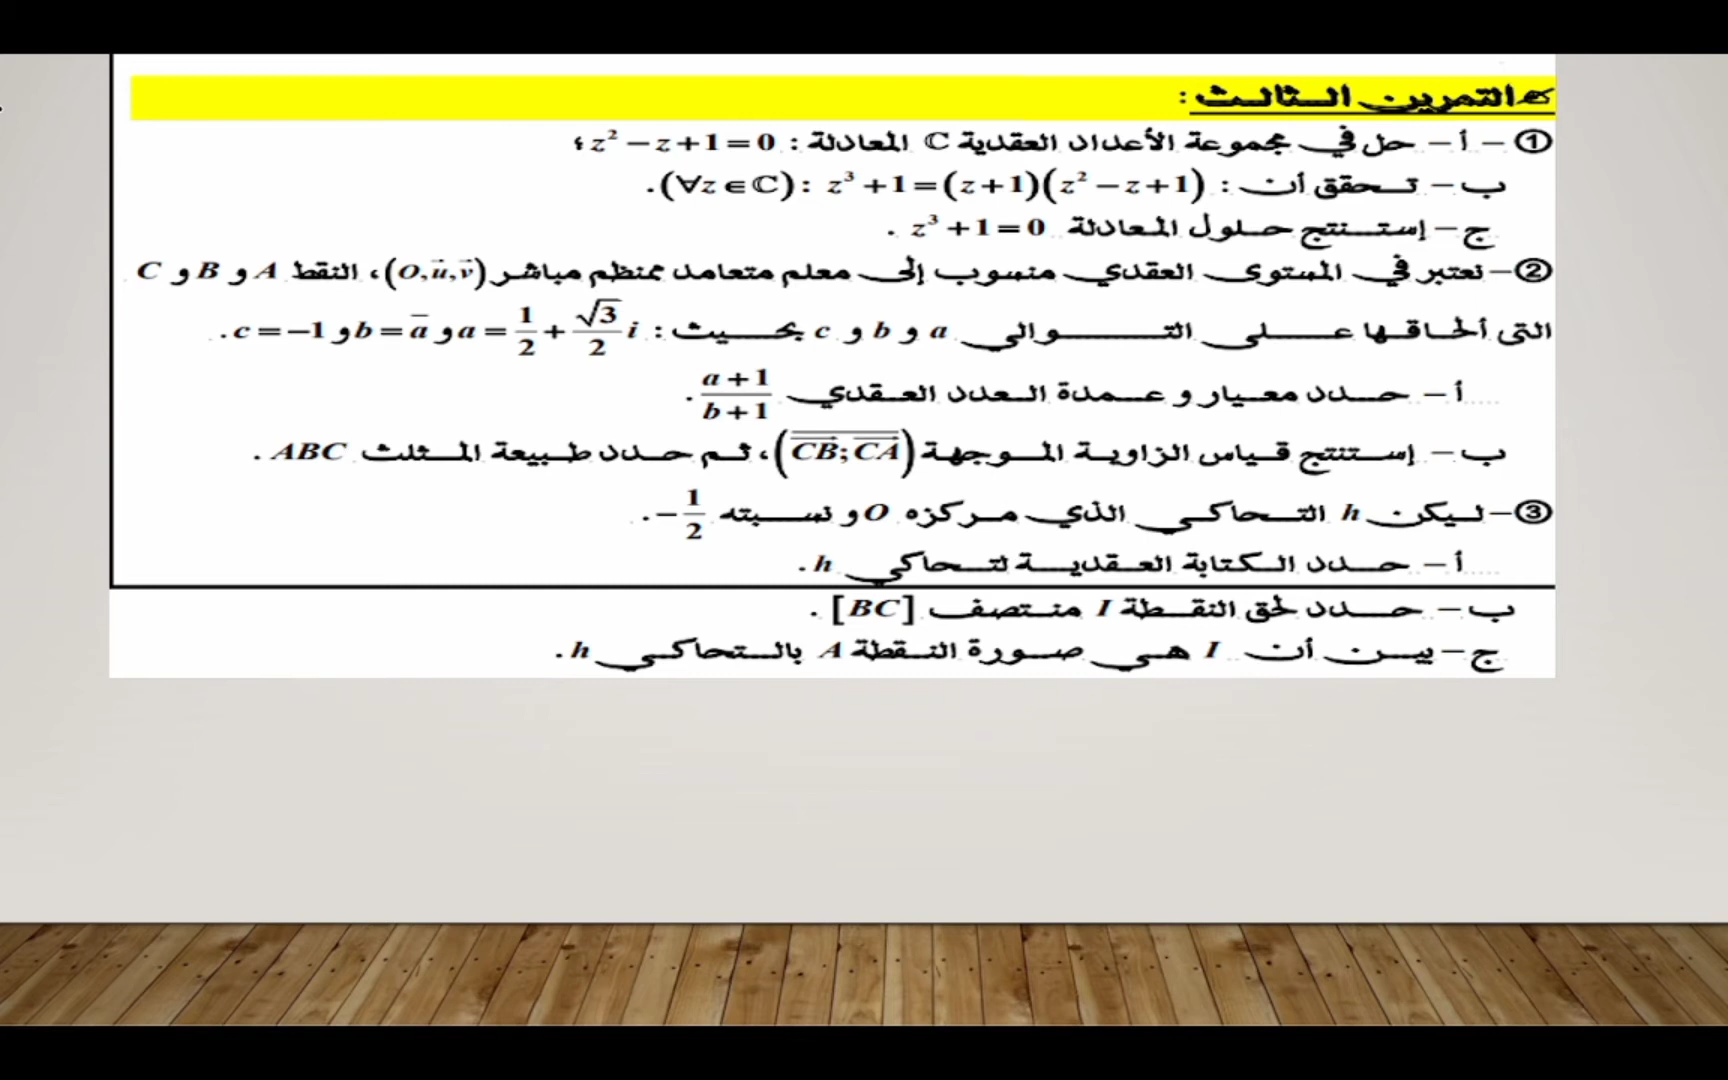 التمرين الثالث :
① – أ – حل في مجموعة الأعداد العقدية ℂ المعادلة : z² − z + 1 = 0 ؛
ب – تحقق أن : (∀z ∈ ℂ) : z³ + 1 = (z + 1)(z² − z + 1) .
ج – إستنتج حلول المعادلة z³ + 1 = 0 .
② – نعتبر في المستوى العقدي منسوب إلى معلم متعامد ممنظم مباشر (O, u⃗, v⃗) ، النقط A و B و C
التي ألحاقها على التوالي a و b و c بحيث : a = 1/2 + (√3/2) i و b = a̅ و c = −1 .
أ – حدد معيار و عمدة العدد العقدي (a + 1)/(b + 1) .
ب – إستنتج قياس الزاوية الموجهة (CB⃗ ; CA⃗) ، ثم حدد طبيعة المثلث ABC .
③ – ليكن h التحاكي الذي مركزه O و نسبته −1/2 .
أ – حدد الكتابة العقدية لتحاكي h .
ب – حدد لحق النقطة I منتصف [BC] .
ج – بين أن I هي صورة النقطة A بالتحاكي h .